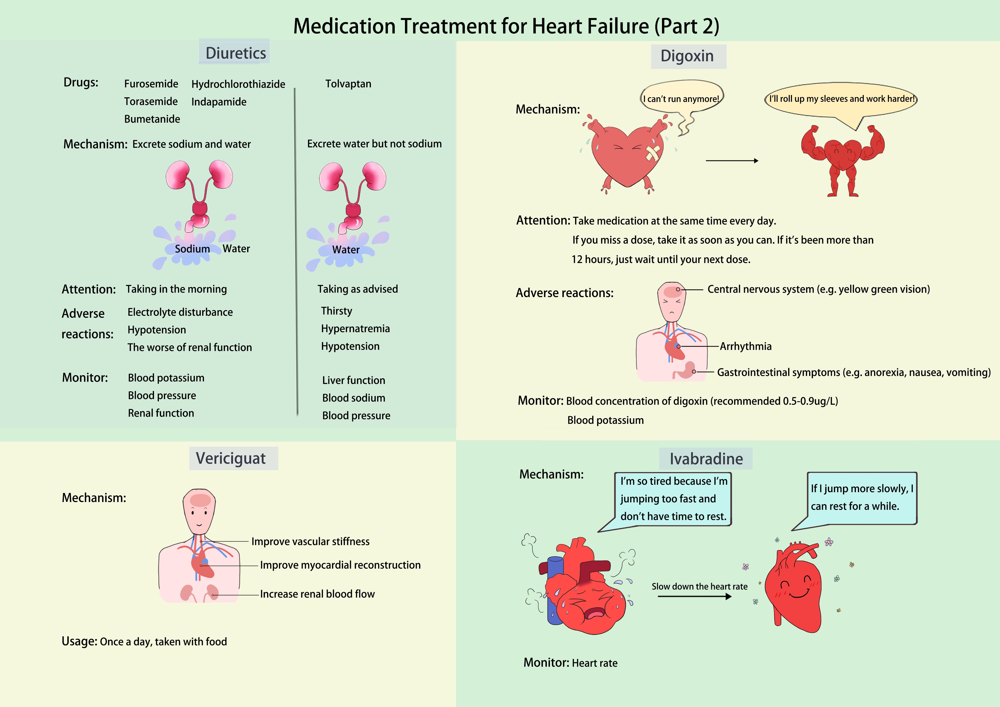 Medication Treatment for Heart Failure (Part 2)
Diuretics
Drugs:
Furosemide
Hydrochlorothiazide
Torasemide
Indapamide
Bumetanide
Tolvaptan
Mechanism: Excrete sodium and water
Excrete water but not sodium
Sodium
Water
Water
Attention: Taking in the morning
Taking as advised
Adverse
reactions:
Electrolyte disturbance
Hypotension
The worse of renal function
Thirsty
Hypernatremia
Hypotension
Monitor:
Blood potassium
Blood pressure
Renal function
Liver function
Blood sodium
Blood pressure
Digoxin
Mechanism:
I can't run anymore!
I'll roll up my sleeves and work harder!
Attention: Take medication at the same time every day.
If you miss a dose, take it as soon as you can. If it's been more than
12 hours, just wait until your next dose.
Adverse reactions:
Central nervous system (e.g. yellow green vision)
Arrhythmia
Gastrointestinal symptoms (e.g. anorexia, nausea, vomiting)
Monitor: Blood concentration of digoxin (recommended 0.5-0.9ug/L)
Blood potassium
Vericiguat
Mechanism:
Improve vascular stiffness
Improve myocardial reconstruction
Increase renal blood flow
Usage: Once a day, taken with food
Ivabradine
Mechanism:
I'm so tired because I'm
jumping too fast and
don't have time to rest.
If I jump more slowly, I
can rest for a while.
Slow down the heart rate
Monitor: Heart rate